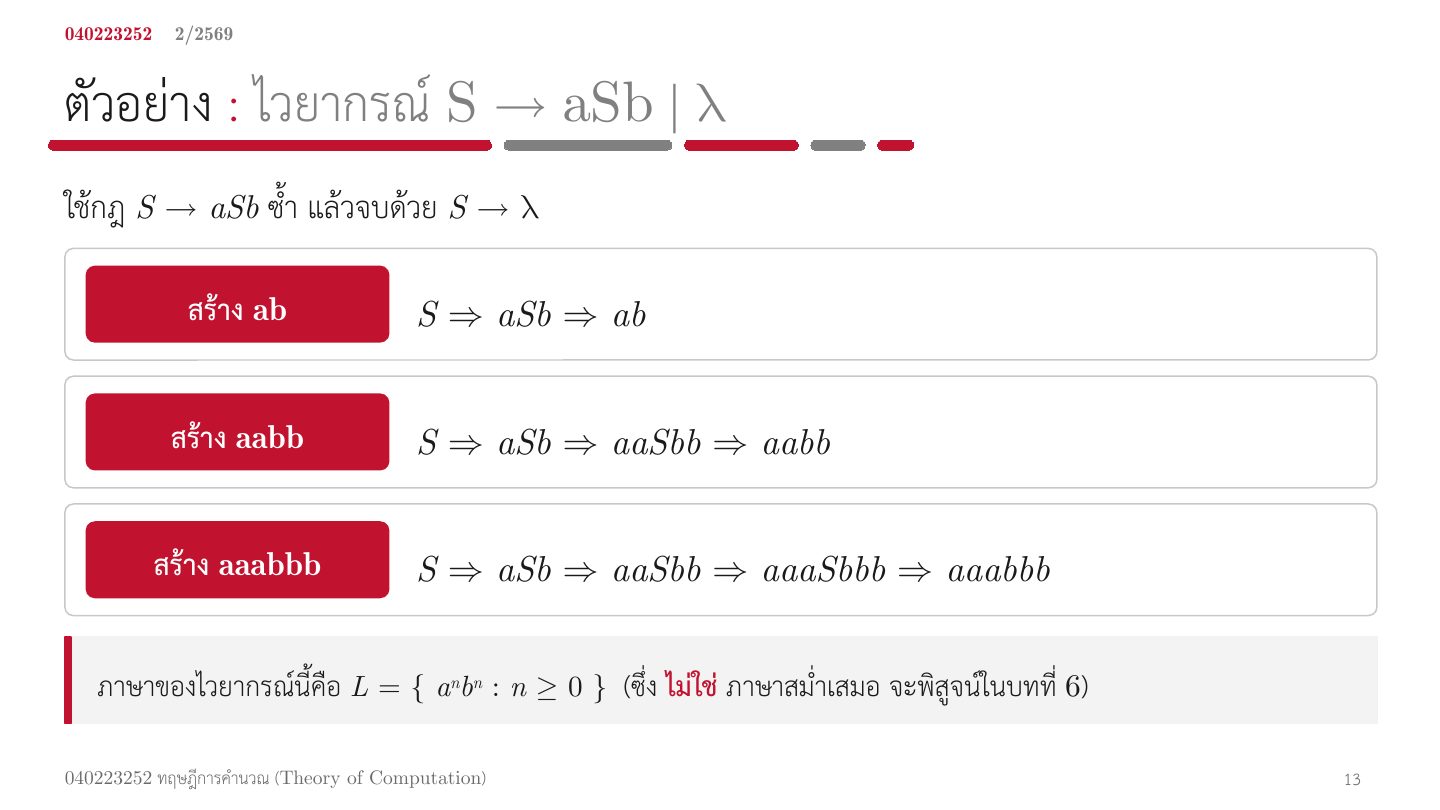 040223252 2/2569
ตัวอย่าง : ไวยากรณ์ S → aSb | λ
ใช้กฎ S → aSb ซ้ำ แล้วจบด้วย S → λ
สร้าง ab S ⇒ aSb ⇒ ab
สร้าง aabb S ⇒ aSb ⇒ aaSbb ⇒ aabb
สร้าง aaabbb S ⇒ aSb ⇒ aaSbb ⇒ aaaSbbb ⇒ aaabbb
ภาษาของไวยากรณ์นี้คือ L = { aⁿbⁿ : n ≥ 0 } (ซึ่ง ไม่ใช่ ภาษาสม่ำเสมอ จะพิสูจน์ในบทที่ 6)
040223252 ทฤษฎีการคำนวณ (Theory of Computation) 13